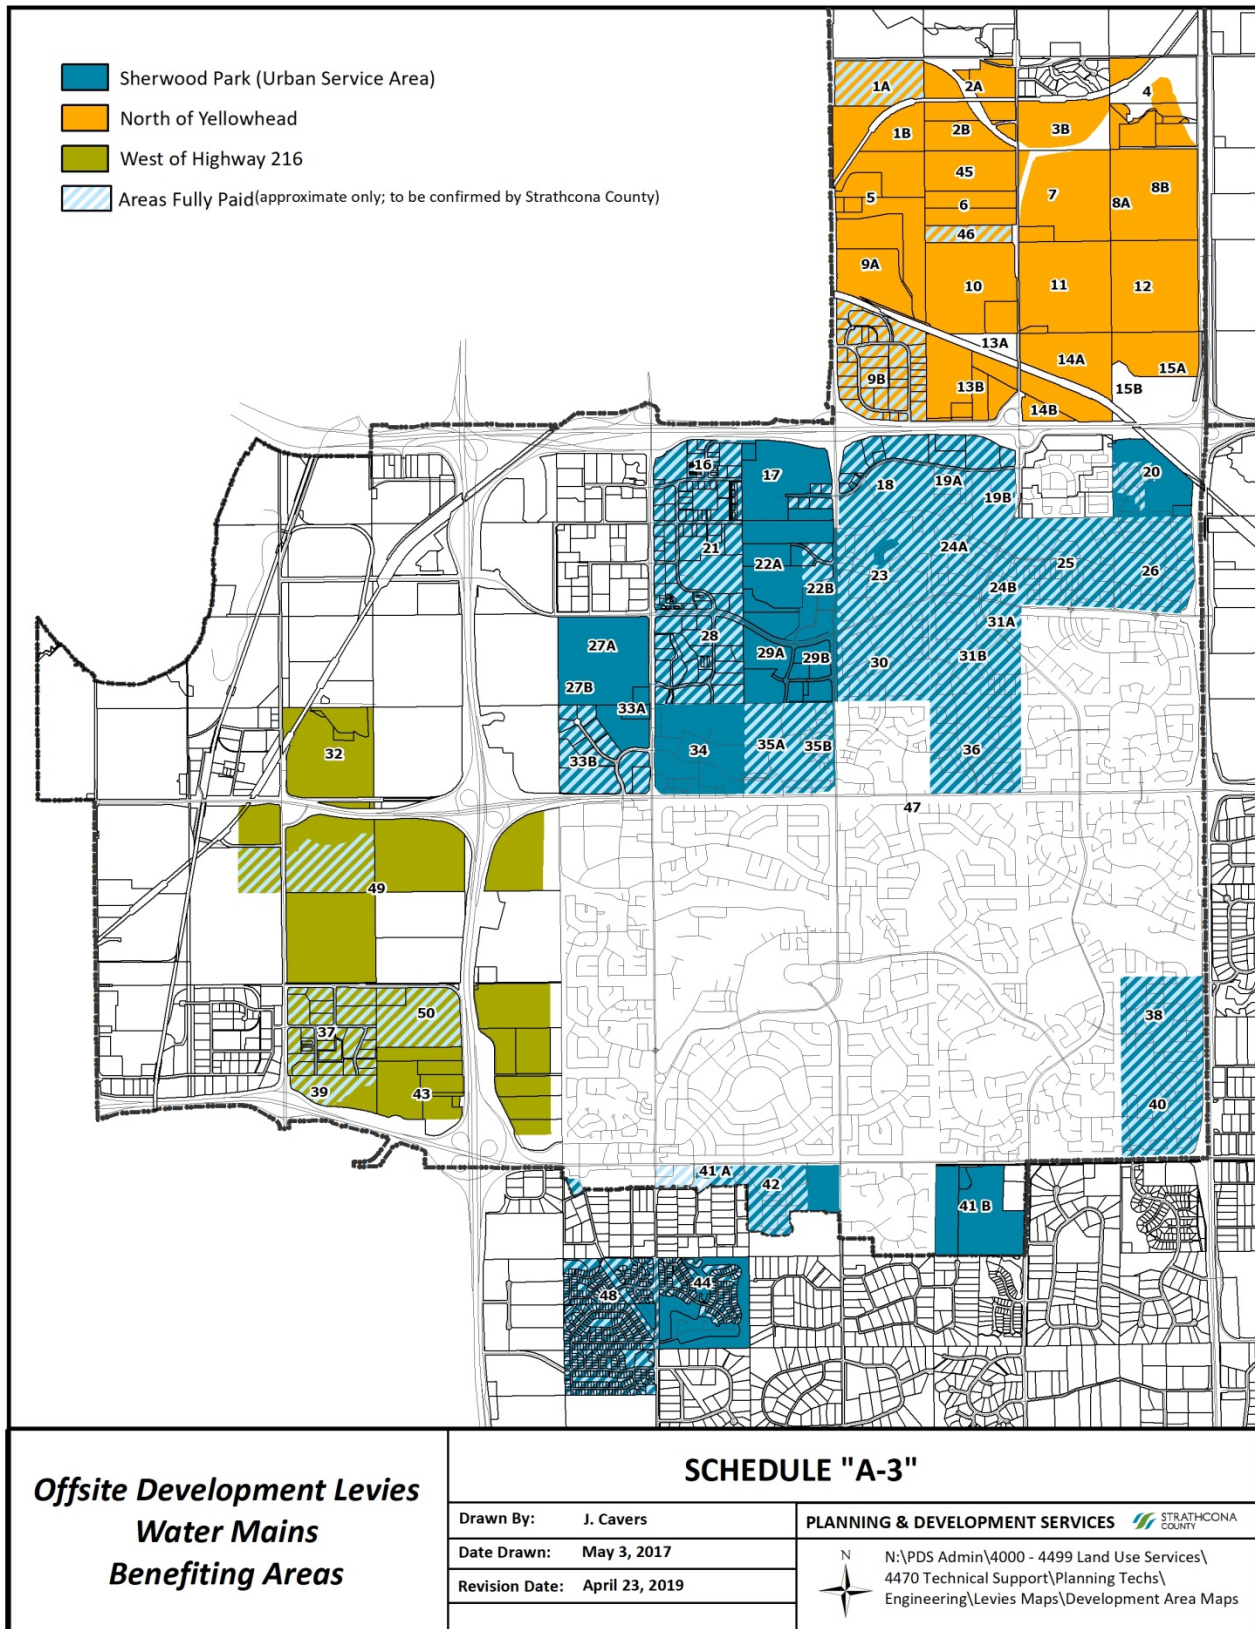 Sherwood Park (Urban Service Area)
North of Yellowhead
West of Highway 216
Areas Fully Paid(approximate only; to be confirmed by Strathcona County)
1A
2A
4
1B
2B
3B
45
5
6
7
8A
8B
46
9A
10
11
12
13A
14A
15A
9B
13B
14B
15B
16
17
18
19A
19B
20
21
22A
22B
23
24A
24B
25
26
27A
27B
28
29A
29B
30
31A
31B
32
33A
33B
34
35A
35B
36
47
49
50
37
38
39
43
40
41 A
42
41 B
48
44
Offsite Development Levies
Water Mains
Benefiting Areas
SCHEDULE "A-3"
Drawn By: J. Cavers
Date Drawn: May 3, 2017
Revision Date: April 23, 2019
PLANNING & DEVELOPMENT SERVICES
STRATHCONA
COUNTY
N
N:\PDS Admin\4000 - 4499 Land Use Services\
4470 Technical Support\Planning Techs\
Engineering\Levies Maps\Development Area Maps